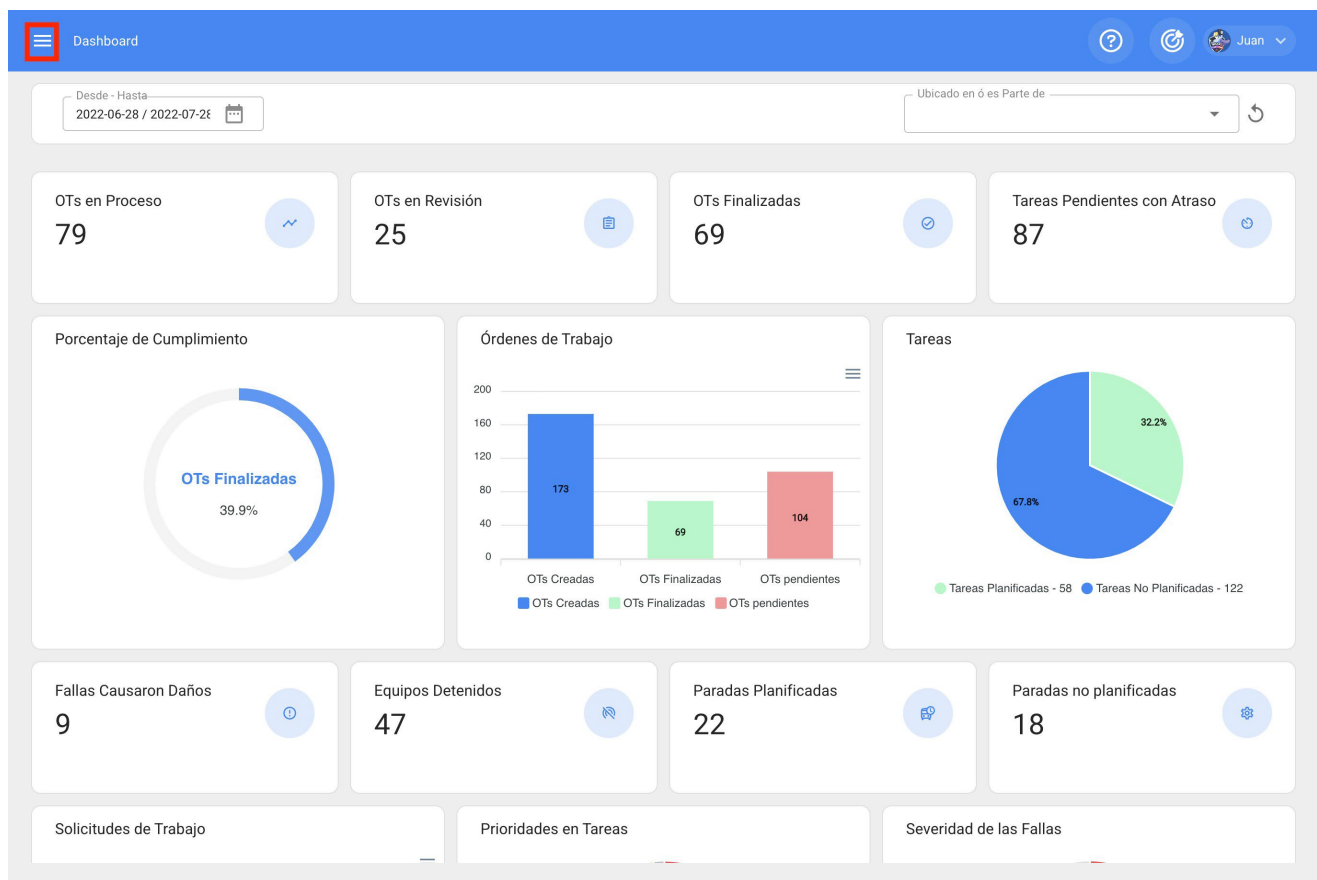 Dashboard
Juan
Desde - Hasta
2022-06-28 / 2022-07-28
Ubicado en ó es Parte de
OTs en Proceso
79
OTs en Revisión
25
OTs Finalizadas
69
Tareas Pendientes con Atraso
87
Porcentaje de Cumplimiento
OTs Finalizadas
39.9%
Órdenes de Trabajo
200
160
120
80
40
0
173
69
104
OTs Creadas
OTs Finalizadas
OTs pendientes
OTs Creadas OTs Finalizadas OTs pendientes
Tareas
32.2%
67.8%
Tareas Planificadas - 58 Tareas No Planificadas - 122
Fallas Causaron Daños
9
Equipos Detenidos
47
Paradas Planificadas
22
Paradas no planificadas
18
Solicitudes de Trabajo
Prioridades en Tareas
Severidad de las Fallas